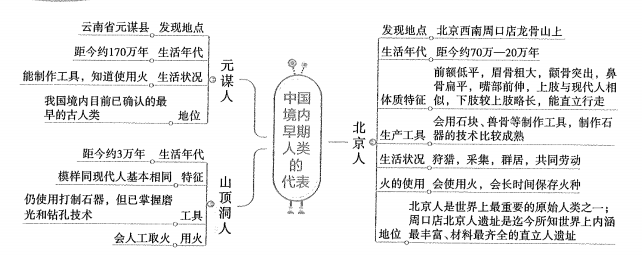 中国
境内
早期
人类
的
代表
元谋人
云南省元谋县 发现地点
距今约170万年 生活年代
能制作工具，知道使用火 生活状况
我国境内目前已确认的最
早的古人类 地位
山顶洞人
距今约3万年 生活年代
模样同现代人基本相同 特征
仍使用打制石器，但已掌握磨
光和钻孔技术 工具
会人工取火 用火
北京人
发现地点 北京西南周口店龙骨山上
生活年代 距今约70万—20万年
前额低平，眉骨粗大，颧骨突出，鼻
体质特征 骨扁平，嘴部前伸，上肢与现代人相
似，下肢较上肢略长，能直立行走
会用石块、兽骨等制作工具，制作石
生产工具 器的技术比较成熟
生活状况 狩猎，采集，群居，共同劳动
火的使用 会使用火，会长时间保存火种
北京人是世界上最重要的原始人类之一；
周口店北京人遗址是迄今所知世界上内涵
地位 最丰富、材料最齐全的直立人遗址